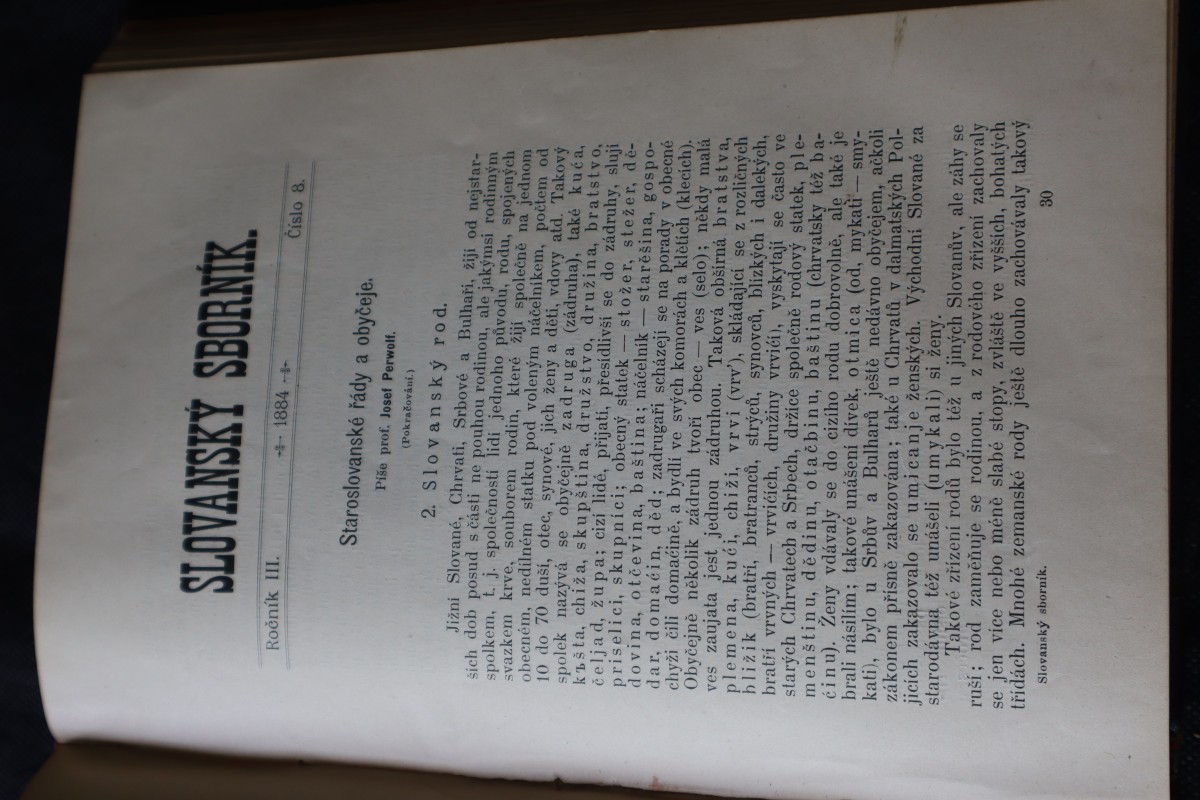 SLOVANSKÝ SBORNÍK.
Ročník III. 1884 Číslo 8.
Staroslovanské řády a obyčeje.
Píše prof. Josef Perwolf.
(Pokračování.)
2. Slovanský rod.
Jižní Slované, Chrvati, Srbové a Bulhaři, žijí od nejstar-
ších dob posud s části ne pouhou rodinou, ale jakýmsi rodinným
spolkem, t. j. společností lidí jednoho původu, rodu, spojených
svazkem krve, souborem rodin, které žijí společně na jednom
obecném, nedílném statku pod voleným náčelníkem, počtem od
10 do 70 duší, otec, synové, jich ženy a děti, vdovy atd. Takový
spolek nazývá se obyčejně zadruga (zádruha), také kuća,
kъšta, chiža, skupština, družstvo, družina, bratstvo,
čeljad, župa; cizí lidé, přijatí, přesídlivší se do zádruhy, slují
priselici, skupnici; obecný statek — stožer, stežer, dě-
dovina, otčevina, baština; náčelník — starěšina, gospo-
dar, domaćin, děd; zadrugaři scházejí se na porady v obecné
chyži čili domaćině, a bydlí ve svých komorách a klětích (klecích).
Obyčejně několik zádruh tvoří obec — ves (selo); někdy malá
ves zaujata jest jednou zádruhou. Taková obšírná bratstva,
plemena, kući, chiži, vrvi (vrv'), skládající se z rozličných
bližik (bratří, bratranců, strýců, synovců, blízkých i dalekých,
bratří vrvných — vrvićich, družiny vrvići), vyskytají se často ve
starých Chrvatech a Srbech, držíce společně rodový statek, ple-
menštinu, dědinu, otačbinu, baštinu (chrvatsky též ba-
ćinu). Ženy vdávaly se do cizího rodu dobrovolně, ale také je
brali násilím; takové unášení dívek, otmica (od, mykati — smy-
kati), bylo u Srbův a Bulharů ještě nedávno obyčejem, ačkoli
zákonem přísně zakazována; také u Chrvatů v dalmatských Pol-
jicích zakazovalo se umicanje ženských. Východní Slované za
starodávna též unášeli (umykali) si ženy.
Takové zřízení rodů bylo též u jiných Slovanův, ale záhy se
ruší; rod zaměňuje se rodinou, a z rodového zřízení zachovaly
se jen více nebo méně slabé stopy, zvláště ve vyšších, bohatých
třídách. Mnohé zemanské rody ještě dlouho zachovávaly takový
Slovanský sborník. 30